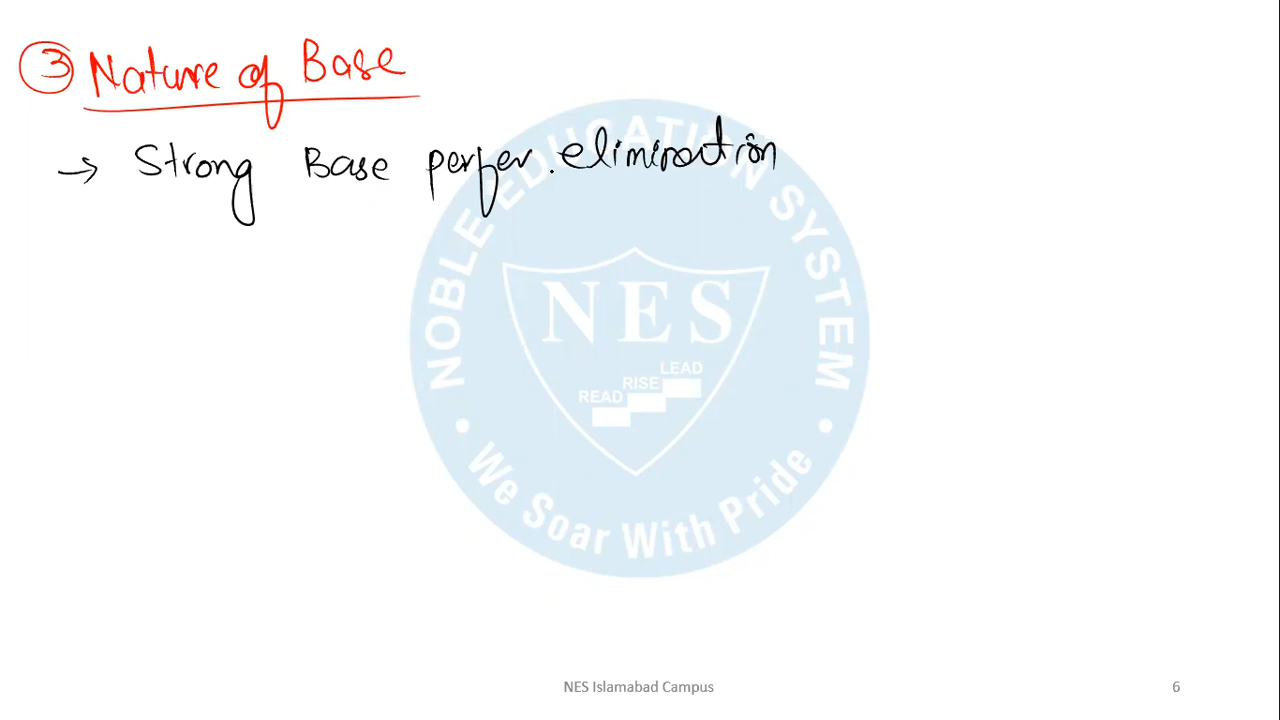 ③ Nature of Base
→ Strong Base perfer. elimination
NOBLE EDUCATION SYSTEM
NES
LEAD
RISE
READ
• We Soar With Pride •
NES Islamabad Campus
6